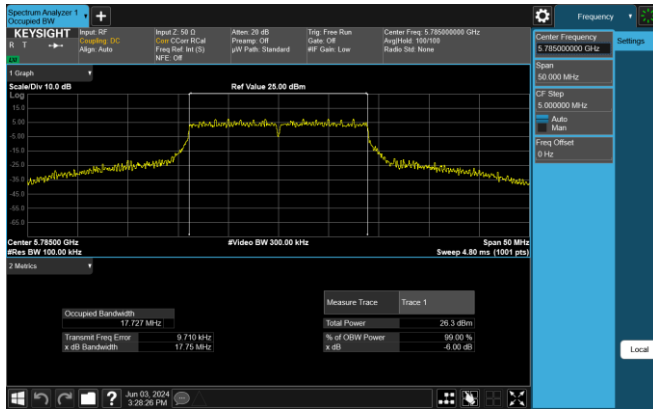 Spectrum Analyzer 1
Occupied BW
+
Frequency
KEYSIGHT
R T
LXI
Input: RF
Coupling: DC
Align: Auto
Input Z: 50 Ω
Corr CCorr RCal
Freq Ref: Int (S)
NFE: Off
Atten: 20 dB
Preamp: Off
µW Path: Standard
Trig: Free Run
Gate: Off
#IF Gain: Low
Center Freq: 5.785000000 GHz
Avg|Hold: 100/100
Radio Std: None
Center Frequency
5.785000000 GHz
Settings
Span
50.000 MHz
CF Step
5.000000 MHz
Auto
Man
Freq Offset
0 Hz
Local
1 Graph
Scale/Div 10.0 dB
Ref Value 25.00 dBm
Log
15.0
5.00
-5.00
-15.0
-25.0
-35.0
-45.0
-55.0
-65.0
Center 5.78500 GHz
#Video BW 300.00 kHz
Span 50 MHz
#Res BW 100.00 kHz
Sweep 4.80 ms (1001 pts)
2 Metrics
Measure Trace
Trace 1
Occupied Bandwidth
17.727 MHz
Total Power
26.3 dBm
Transmit Freq Error
9.710 kHz
% of OBW Power
99.00 %
x dB Bandwidth
17.75 MHz
x dB
-6.00 dB
?
Jun 03, 2024
3:28:26 PM